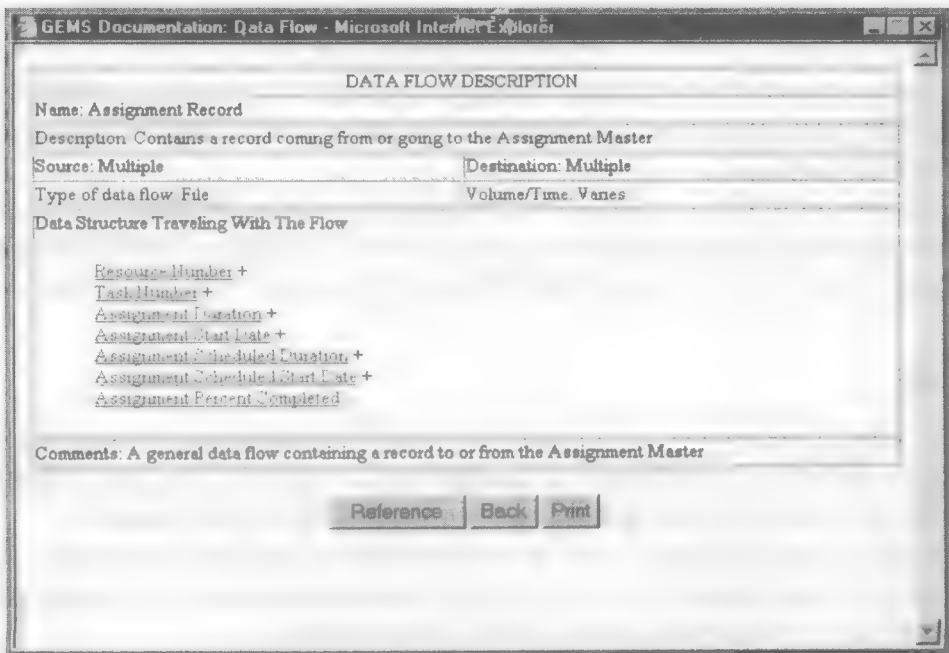 GEMS Documentation: Data Flow - Microsoft Internet Explorer
DATA FLOW DESCRIPTION
Name: Assignment Record
Description Contains a record coming from or going to the Assignment Master
Source: Multiple Destination: Multiple
Type of data flow File Volume/Time. Varies
Data Structure Traveling With The Flow
Resource Number +
Task Number +
Assignment Duration +
Assignment Start Date +
Assignment Scheduled Duration +
Assignment Scheduled Start Date +
Assignment Percent Completed
Comments: A general data flow containing a record to or from the Assignment Master
Reference Back Print